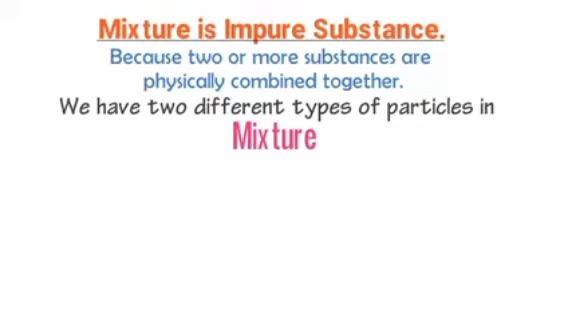 Mixture is Impure Substance.
Because two or more substances are
physically combined together.
We have two different types of particles in
Mixture